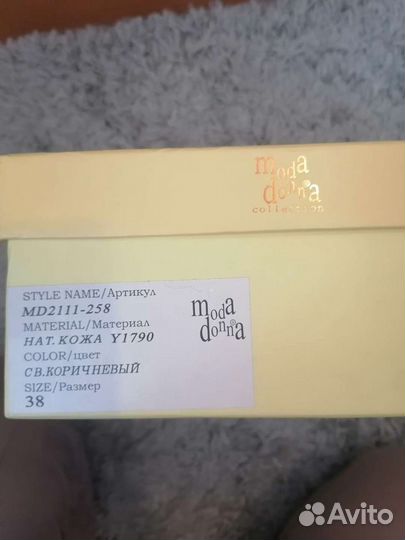 moda
donna
collection
STYLE NAME/Артикул
MD2111-258
MATERIAL/Материал
НАТ.КОЖА Y1790
COLOR/цвет
СВ.КОРИЧНЕВЫЙ
SIZE/Размер
38
moda
donna
Avito